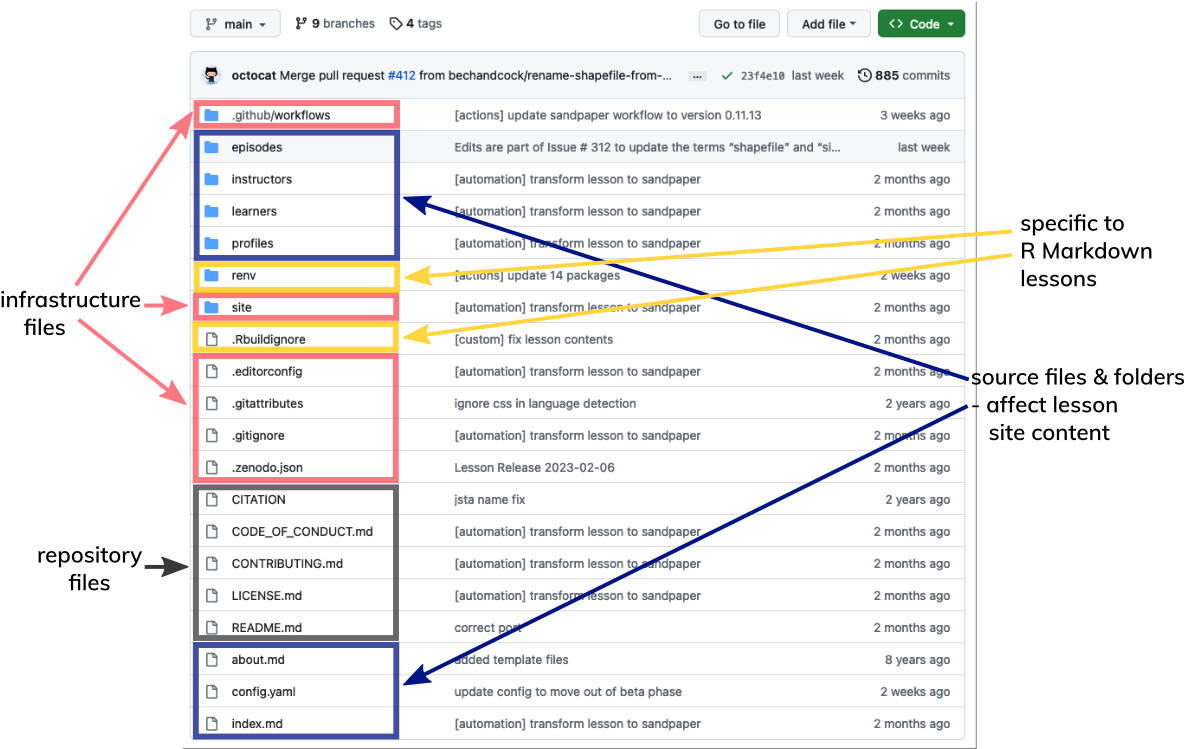 main 9 branches 4 tags Go to file Add file Code
octocat Merge pull request #412 from bechandcock/rename-shapefile-from-... ... 23f4e10 last week 885 commits
.github/workflows [actions] update sandpaper workflow to version 0.11.13 3 weeks ago
episodes Edits are part of Issue # 312 to update the terms “shapefile” and “si... last week
instructors [automation] transform lesson to sandpaper 2 months ago
learners [automation] transform lesson to sandpaper 2 months ago
profiles [automation] transform lesson to sandpaper 2 months ago
renv [actions] update 14 packages 2 weeks ago
site [automation] transform lesson to sandpaper 2 months ago
.Rbuildignore [custom] fix lesson contents 2 months ago
.editorconfig [automation] transform lesson to sandpaper 2 months ago
.gitattributes ignore css in language detection 2 years ago
.gitignore [automation] transform lesson to sandpaper 2 months ago
.zenodo.json Lesson Release 2023-02-06 2 months ago
CITATION jsta name fix 2 years ago
CODE_OF_CONDUCT.md [automation] transform lesson to sandpaper 2 months ago
CONTRIBUTING.md [automation] transform lesson to sandpaper 2 months ago
LICENSE.md [automation] transform lesson to sandpaper 2 months ago
README.md correct port 2 months ago
about.md added template files 8 years ago
config.yaml update config to move out of beta phase 2 weeks ago
index.md [automation] transform lesson to sandpaper 2 months ago
infrastructure
files
repository
files
specific to
R Markdown
lessons
source files & folders
- affect lesson
site content